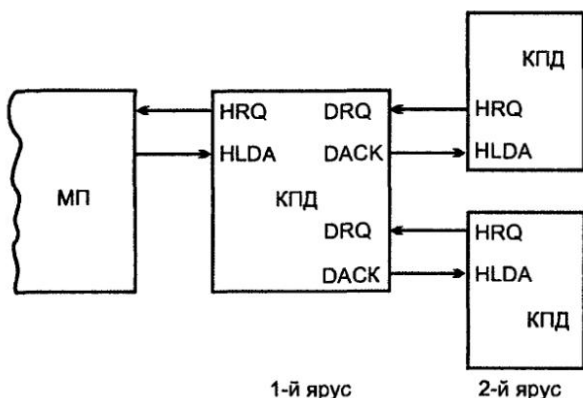 КПД
HRQ
HLDA
МП
HRQ
HLDA
DRQ
DACK
КПД
DRQ
DACK
HRQ
HLDA
КПД
1-й ярус
2-й ярус